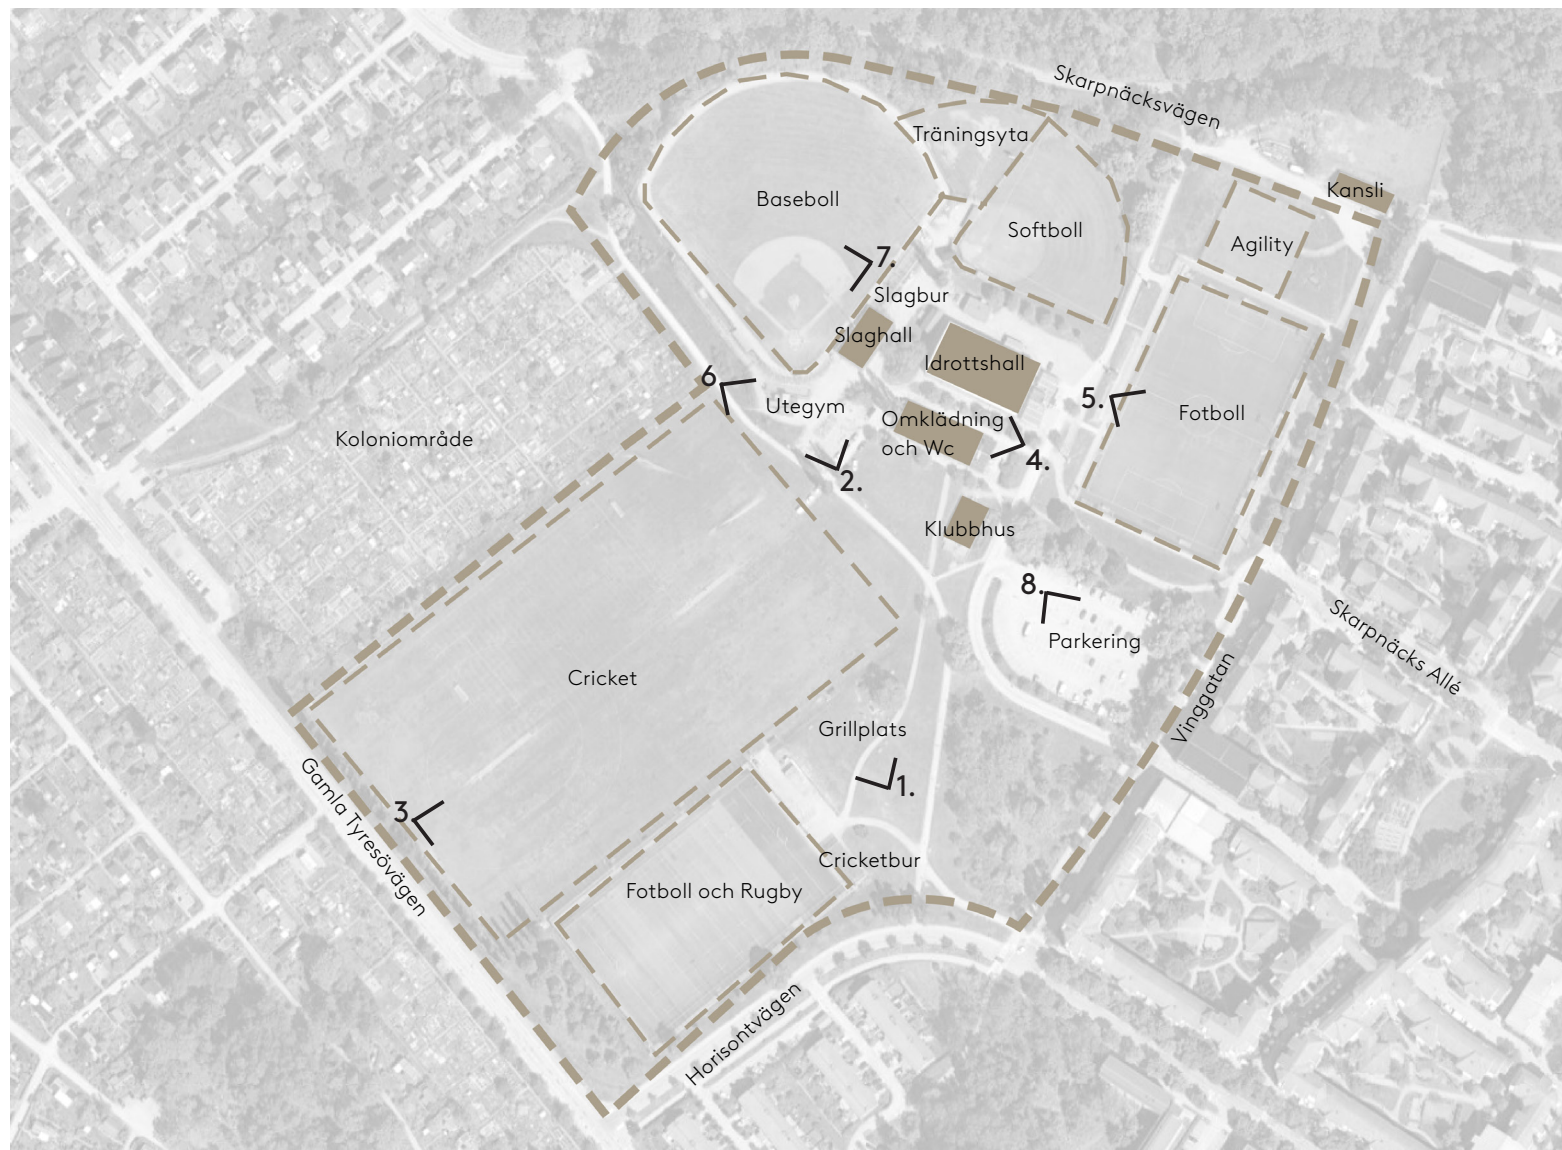 Skarpnäcksvägen
Träningsyta
Kansli
Baseboll
Softboll
Agility
7.
Slagbur
Slaghall
Idrottshall
6
Utegym
5.
Fotboll
Omklädning
och Wc
Koloniområde
4.
2.
Klubbhus
8.
Parkering
Skarpnäcks Allé
Cricket
Vinggatan
Grillplats
1.
3
Gamla Tyresövägen
Cricketbur
Fotboll och Rugby
Horisontvägen